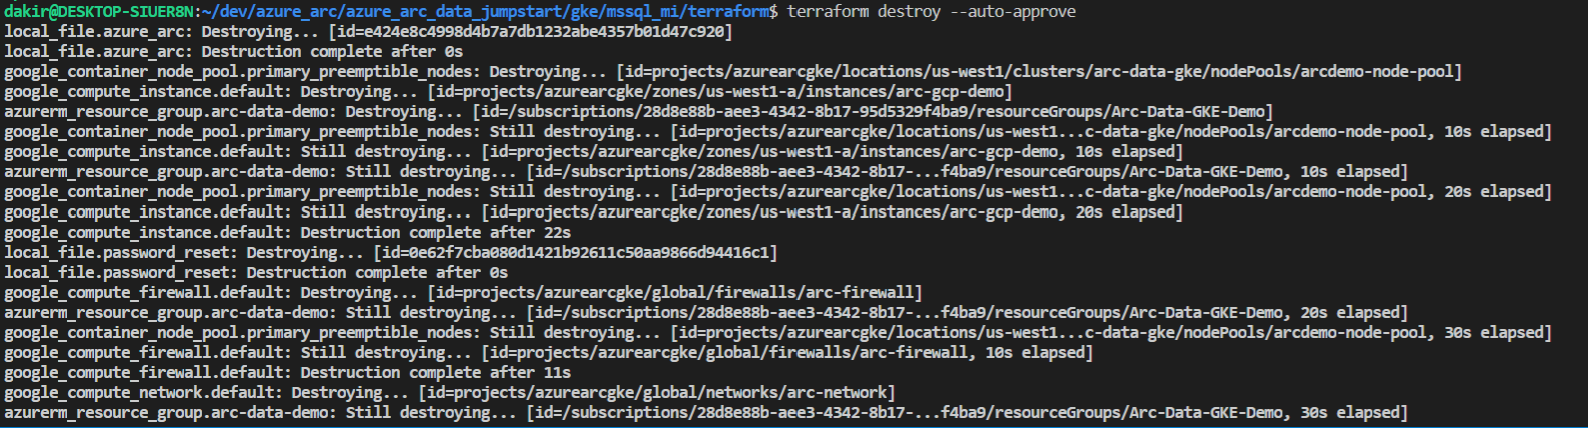 dakir@DESKTOP-SIUER8N:~/dev/azure_arc/azure_arc_data_jumpstart/gke/mssql_mi/terraform$ terraform destroy --auto-approve
local_file.azure_arc: Destroying... [id=e424e8c4998d4b7a7db1232abe4357b01d47c920]
local_file.azure_arc: Destruction complete after 0s
google_container_node_pool.primary_preemptible_nodes: Destroying... [id=projects/azurearcgke/locations/us-west1/clusters/arc-data-gke/nodePools/arcdemo-node-pool]
google_compute_instance.default: Destroying... [id=projects/azurearcgke/zones/us-west1-a/instances/arc-gcp-demo]
azurerm_resource_group.arc-data-demo: Destroying... [id=/subscriptions/28d8e88b-aee3-4342-8b17-95d5329f4ba9/resourceGroups/Arc-Data-GKE-Demo]
google_container_node_pool.primary_preemptible_nodes: Still destroying... [id=projects/azurearcgke/locations/us-west1...c-data-gke/nodePools/arcdemo-node-pool, 10s elapsed]
google_compute_instance.default: Still destroying... [id=projects/azurearcgke/zones/us-west1-a/instances/arc-gcp-demo, 10s elapsed]
azurerm_resource_group.arc-data-demo: Still destroying... [id=/subscriptions/28d8e88b-aee3-4342-8b17-...f4ba9/resourceGroups/Arc-Data-GKE-Demo, 10s elapsed]
google_container_node_pool.primary_preemptible_nodes: Still destroying... [id=projects/azurearcgke/locations/us-west1...c-data-gke/nodePools/arcdemo-node-pool, 20s elapsed]
google_compute_instance.default: Still destroying... [id=projects/azurearcgke/zones/us-west1-a/instances/arc-gcp-demo, 20s elapsed]
google_compute_instance.default: Destruction complete after 22s
local_file.password_reset: Destroying... [id=0e62f7cba080d1421b92611c50aa9866d94416c1]
local_file.password_reset: Destruction complete after 0s
google_compute_firewall.default: Destroying... [id=projects/azurearcgke/global/firewalls/arc-firewall]
azurerm_resource_group.arc-data-demo: Still destroying... [id=/subscriptions/28d8e88b-aee3-4342-8b17-...f4ba9/resourceGroups/Arc-Data-GKE-Demo, 20s elapsed]
google_container_node_pool.primary_preemptible_nodes: Still destroying... [id=projects/azurearcgke/locations/us-west1...c-data-gke/nodePools/arcdemo-node-pool, 30s elapsed]
google_compute_firewall.default: Still destroying... [id=projects/azurearcgke/global/firewalls/arc-firewall, 10s elapsed]
google_compute_firewall.default: Destruction complete after 11s
google_compute_network.default: Destroying... [id=projects/azurearcgke/global/networks/arc-network]
azurerm_resource_group.arc-data-demo: Still destroying... [id=/subscriptions/28d8e88b-aee3-4342-8b17-...f4ba9/resourceGroups/Arc-Data-GKE-Demo, 30s elapsed]